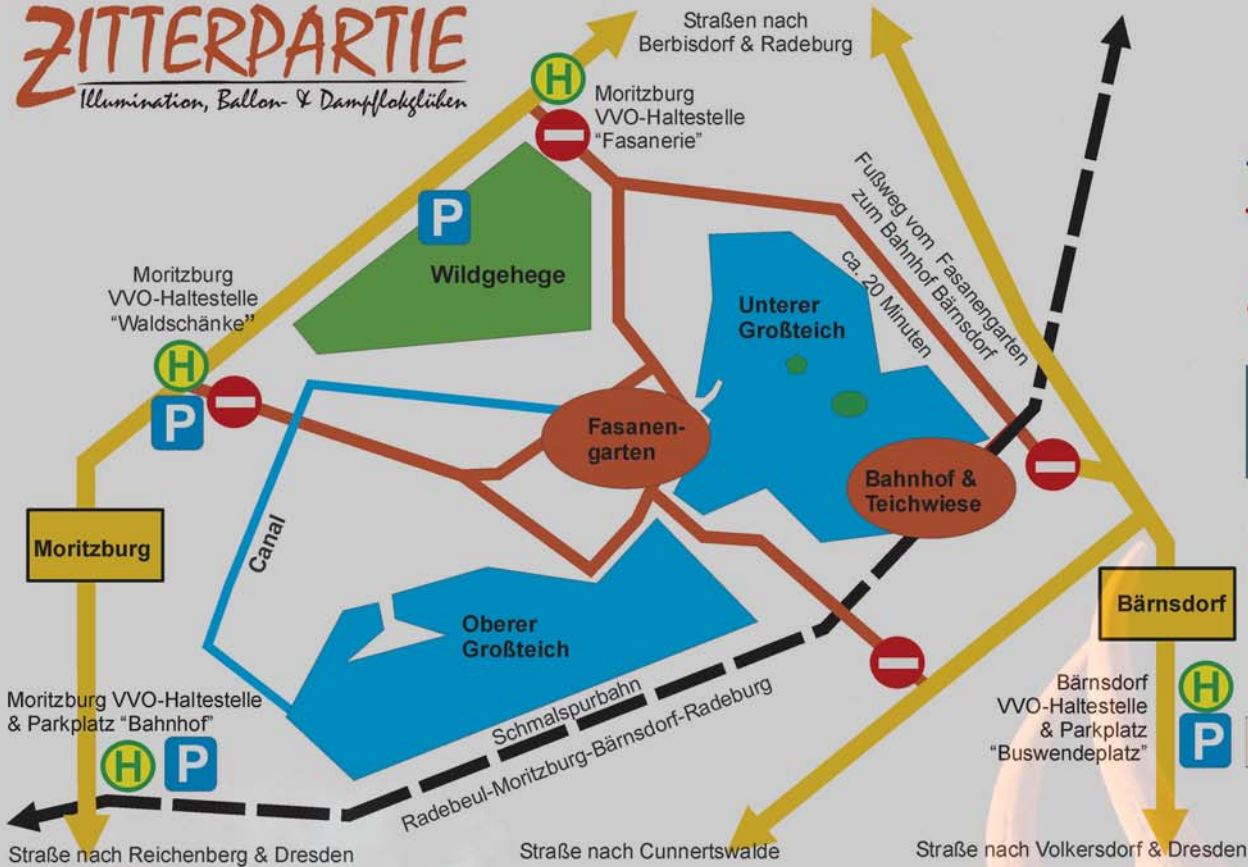 ZITTERPARTIE
Illumination, Ballon- & Dampflokglühen
Straßen nach
Berbisdorf & Radeburg
H
Moritzburg
VVO-Haltestelle
"Fasanerie"
P
Wildgehege
Fußweg vom Fasanengarten
zum Bahnhof Bärnsdorf
ca. 20 Minuten
Moritzburg
VVO-Haltestelle
"Waldschänke"
H
P
Unterer
Großteich
Fasanen-
garten
Bahnhof &
Teichwiese
Moritzburg
Canal
Oberer
Großteich
Bärnsdorf
Moritzburg VVO-Haltestelle
& Parkplatz "Bahnhof"
H P
Schmalspurbahn
Radebeul-Moritzburg-Bärnsdorf-Radeburg
Bärnsdorf
VVO-Haltestelle
& Parkplatz
"Buswendeplatz"
H
P
Straße nach Reichenberg & Dresden
Straße nach Cunnertswalde
Straße nach Volkersdorf & Dresden